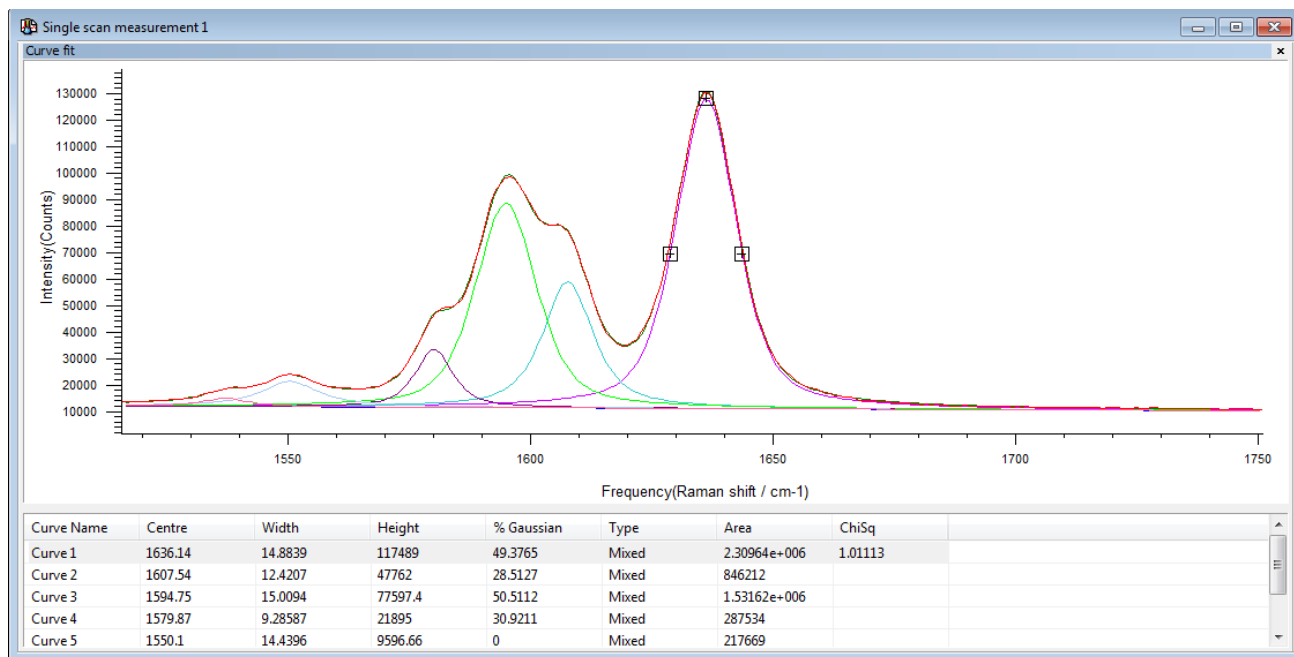 Single scan measurement 1
Curve fit
130000
120000
110000
100000
90000
80000
70000
60000
50000
40000
30000
20000
10000
Intensity(Counts)
1550 1600 1650 1700 1750
Frequency(Raman shift / cm-1)
Curve Name Centre Width Height % Gaussian Type Area ChiSq
Curve 1 1636.14 14.8839 117489 49.3765 Mixed 2.30964e+006 1.01113
Curve 2 1607.54 12.4207 47762 28.5127 Mixed 846212
Curve 3 1594.75 15.0094 77597.4 50.5112 Mixed 1.53162e+006
Curve 4 1579.87 9.28587 21895 30.9211 Mixed 287534
Curve 5 1550.1 14.4396 9596.66 0 Mixed 217669